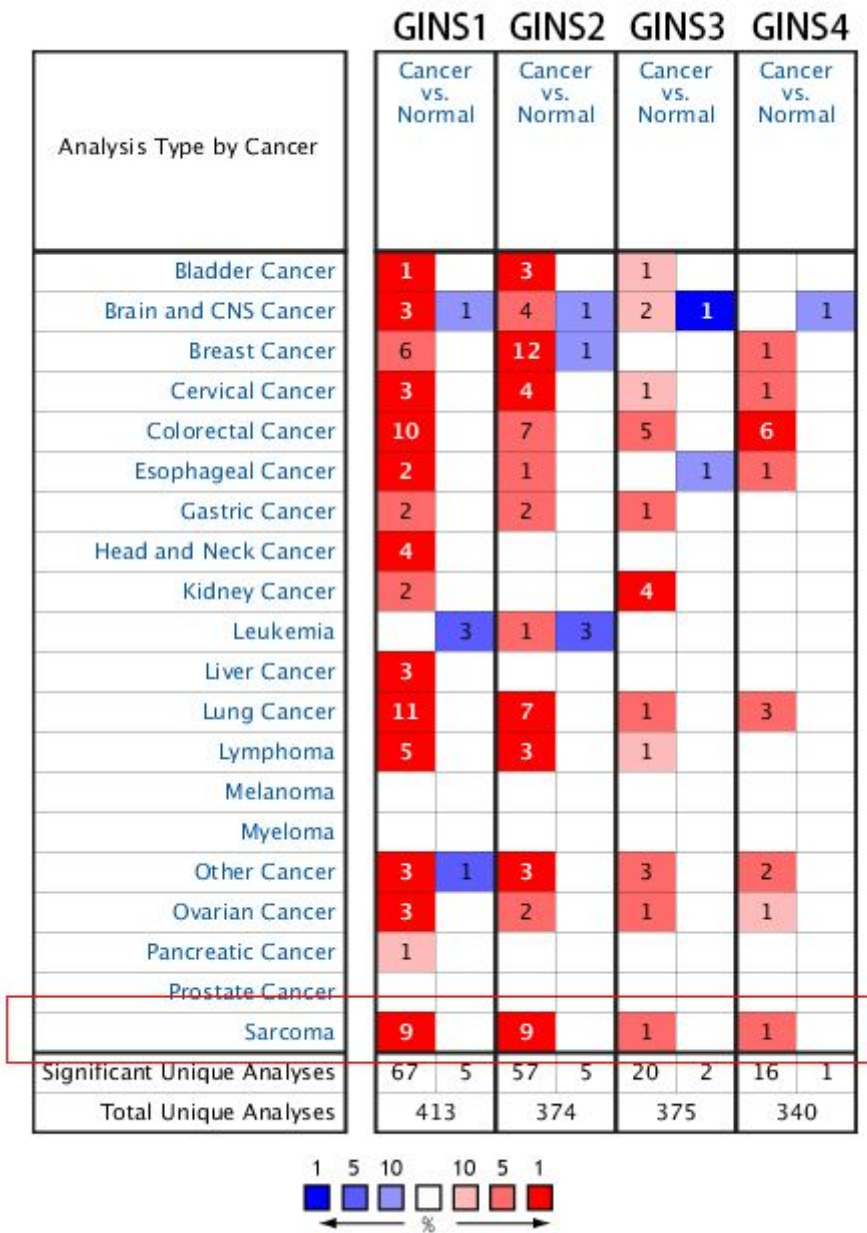 GINS1 GINS2 GINS3 GINS4
Analysis Type by Cancer
Cancer vs. Normal
Cancer vs. Normal
Cancer vs. Normal
Cancer vs. Normal
Bladder Cancer 1 3 1
Brain and CNS Cancer 3 1 4 1 2 1 1
Breast Cancer 6 12 1 1
Cervical Cancer 3 4 1 1
Colorectal Cancer 10 7 5 6
Esophageal Cancer 2 1 1 1
Gastric Cancer 2 2 1
Head and Neck Cancer 4
Kidney Cancer 2 4
Leukemia 3 1 3
Liver Cancer 3
Lung Cancer 11 7 1 3
Lymphoma 5 3 1
Melanoma
Myeloma
Other Cancer 3 1 3 3 2
Ovarian Cancer 3 2 1 1
Pancreatic Cancer 1
Prostate Cancer
Sarcoma 9 9 1 1
Significant Unique Analyses 67 5 57 5 20 2 16 1
Total Unique Analyses 413 374 375 340
1 5 10 10 5 1
%